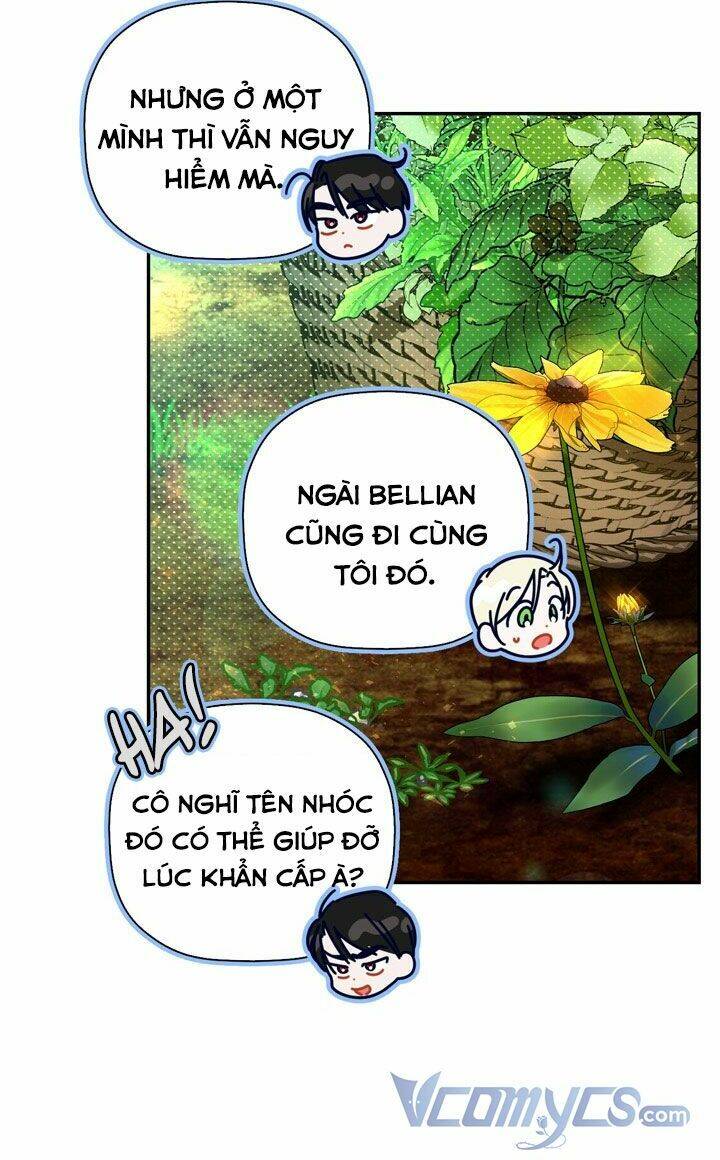 NHƯNG Ở MỘT
MÌNH THÌ VẪN NGUY
HIỂM MÀ.
NGÀI BELLIAN
CŨNG ĐI CÙNG
TÔI ĐÓ.
HA!
CÔ NGHĨ TÊN NHÓC
ĐÓ CÓ THỂ GIÚP ĐỠ
LÚC KHẨN CẤP À?
VCOMYCS.com